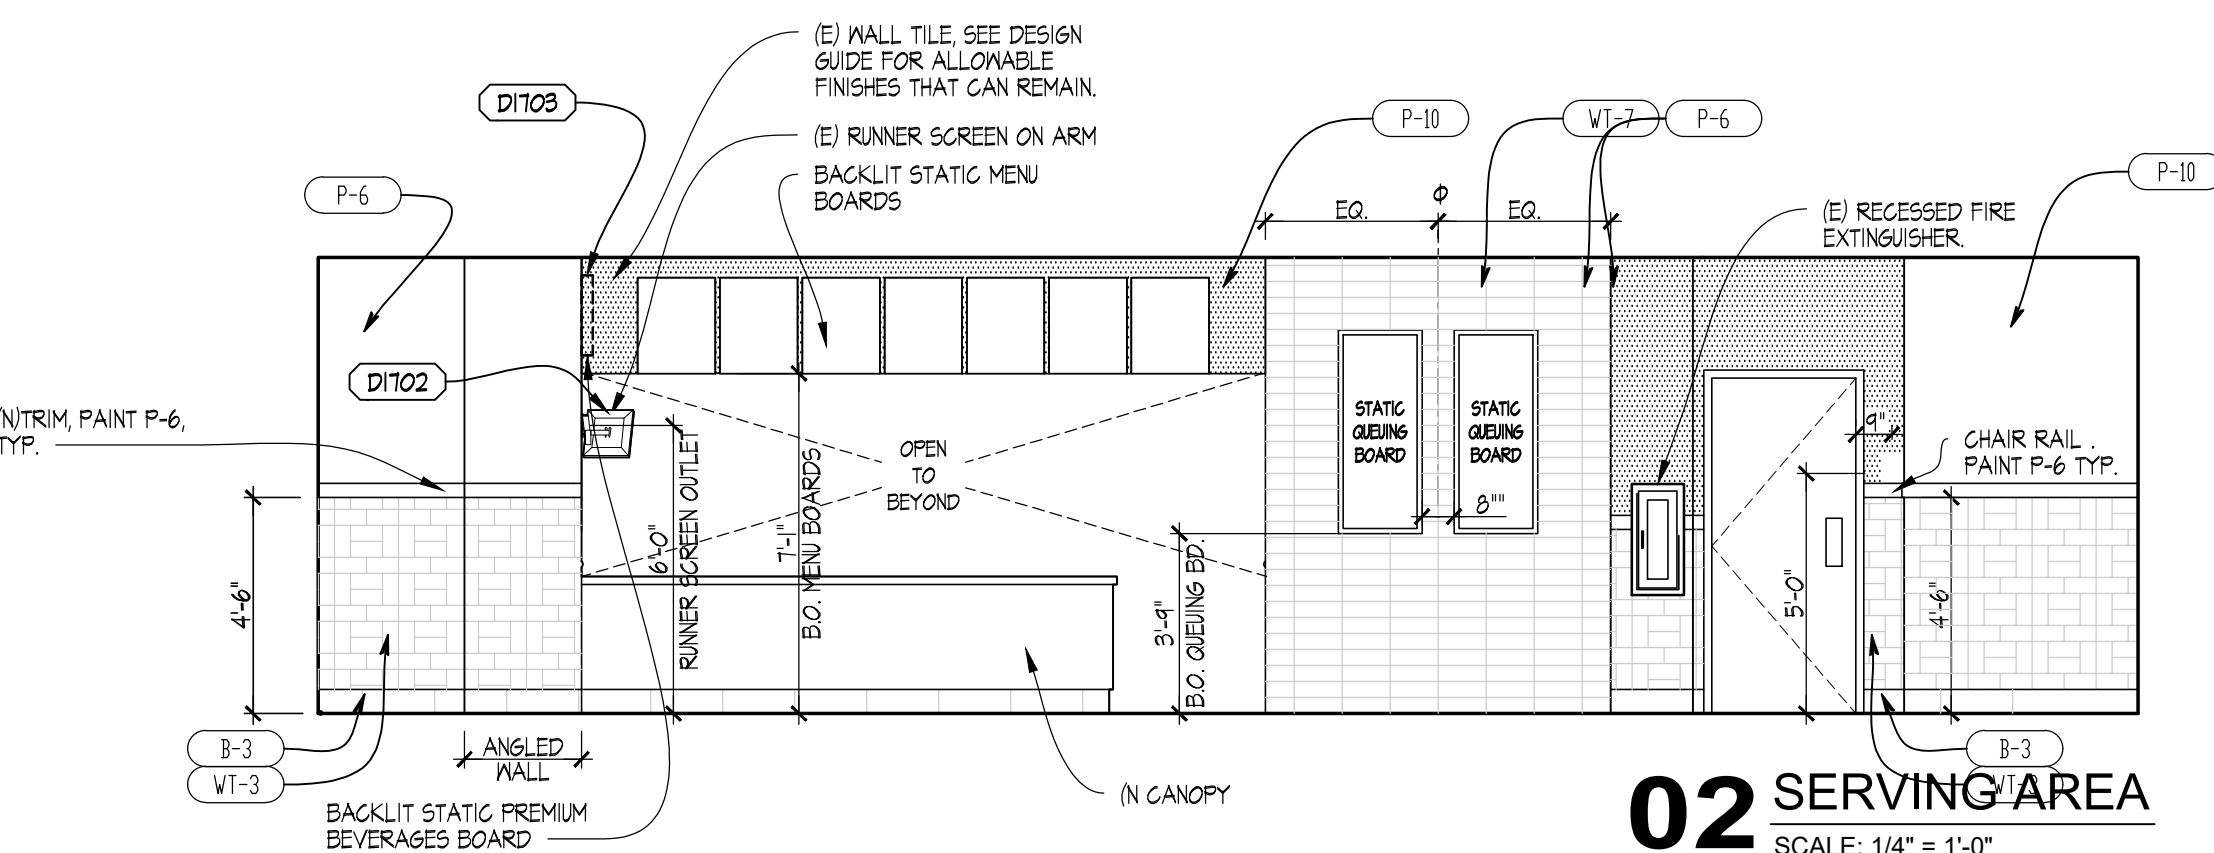 (E) WALL TILE, SEE DESIGN
GUIDE FOR ALLOWABLE
FINISHES THAT CAN REMAIN.
D1703
(E) RUNNER SCREEN ON ARM
BACKLIT STATIC MENU
BOARDS
P-10
WT-7
P-6
P-10
P-6
EQ.
EQ.
(E) RECESSED FIRE
EXTINGUISHER.
D1702
N)TRIM, PAINT P-6,
TYP.
STATIC
QUEUING
BOARD
STATIC
QUEUING
BOARD
9"
CHAIR RAIL .
PAINT P-6 TYP.
OPEN
TO
BEYOND
8""
4'-6"
6'-0"
RUNNER SCREEN OUTLET
7'-1"
B.O. MENU BOARDS
3'-9"
B.O. QUEUING BD.
5'-0"
4'-6"
B-3
WT-3
ANGLED
WALL
BACKLIT STATIC PREMIUM
BEVERAGES BOARD
(N CANOPY
B-3
WT-3
02 SERVING AREA
SCALE: 1/4" = 1'-0"